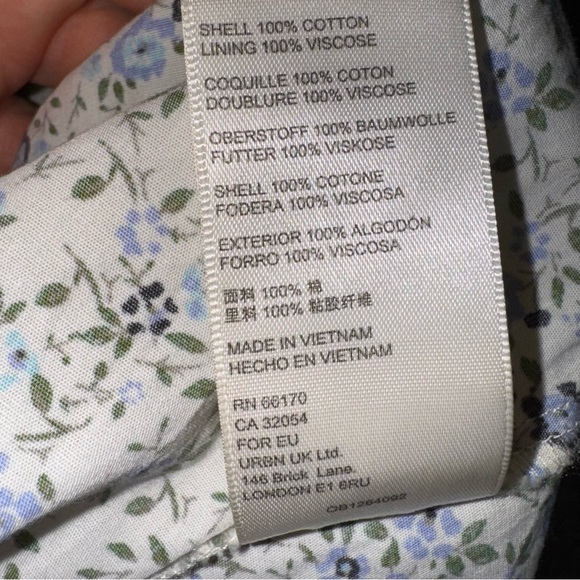 SHELL 100% COTTON
LINING 100% VISCOSE
COQUILLE 100% COTON
DOUBLURE 100% VISCOSE
OBERSTOFF 100% BAUMWOLLE
FUTTER 100% VISKOSE
SHELL 100% COTONE
FODERA 100% VISCOSA
EXTERIOR 100% ALGODÓN
FORRO 100% VISCOSA
面料 100% 棉
里料 100% 粘胶纤维
MADE IN VIETNAM
HECHO EN VIETNAM
RN 66170
CA 32054
FOR EU
URBN UK Ltd.
146 Brick Lane.
LONDON E1 6RU